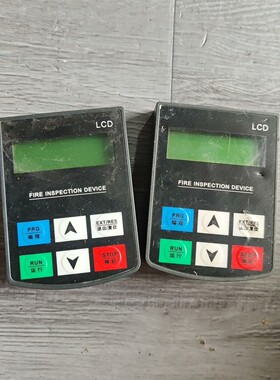 LCD
FIRE INSPECTION DEVICE
PRG
编程
EXT/RES
退出/复位
RUN
运行
STOP
停止
LCD
FIRE INSPECTION DEVICE
PRG
编程
EXT/RES
退出/复位
RUN
运行
STOP